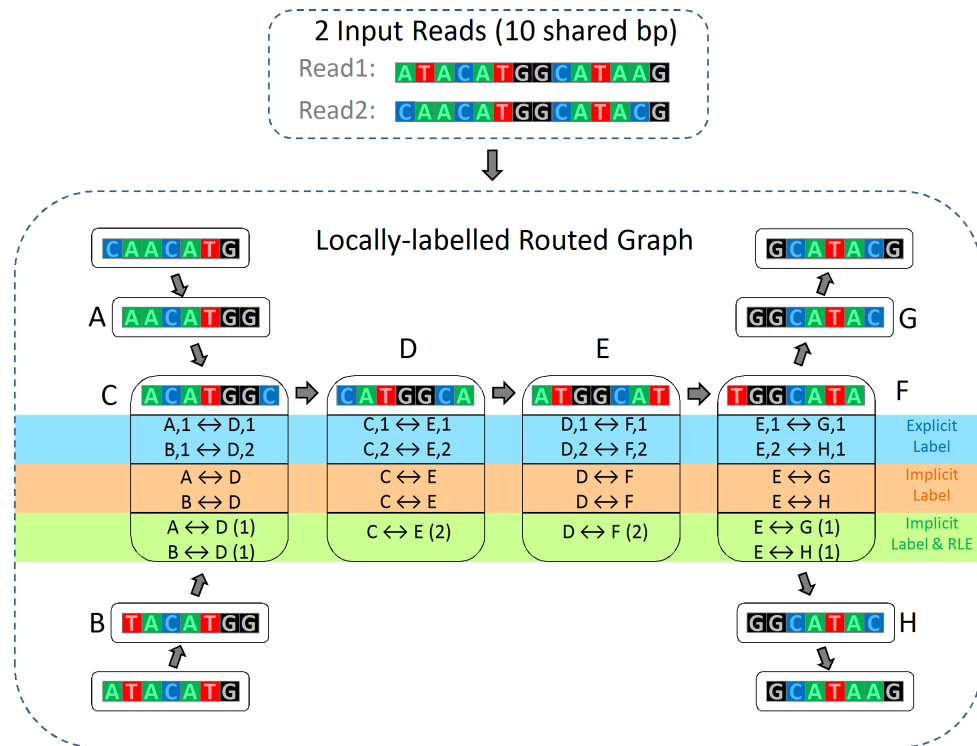 2 Input Reads (10 shared bp)
Read1: ATACATGGCATAAG
Read2: CAACATGGCATACG
Locally-labelled Routed Graph
CAACATG
GCATACG
A AACATGG
GGCATAC G
D
E
C ACATGGC
CATGGCA
ATGGCAT
TGGCATA F
A,1 ↔ D,1
B,1 ↔ D,2
C,1 ↔ E,1
C,2 ↔ E,2
D,1 ↔ F,1
D,2 ↔ F,2
E,1 ↔ G,1
E,2 ↔ H,1
Explicit
Label
A ↔ D
B ↔ D
C ↔ E
C ↔ E
D ↔ F
D ↔ F
E ↔ G
E ↔ H
Implicit
Label
A ↔ D (1)
B ↔ D (1)
C ↔ E (2)
D ↔ F (2)
E ↔ G (1)
E ↔ H (1)
Implicit
Label & RLE
B TACATGG
GGCATAC H
ATACATG
GCATAAG